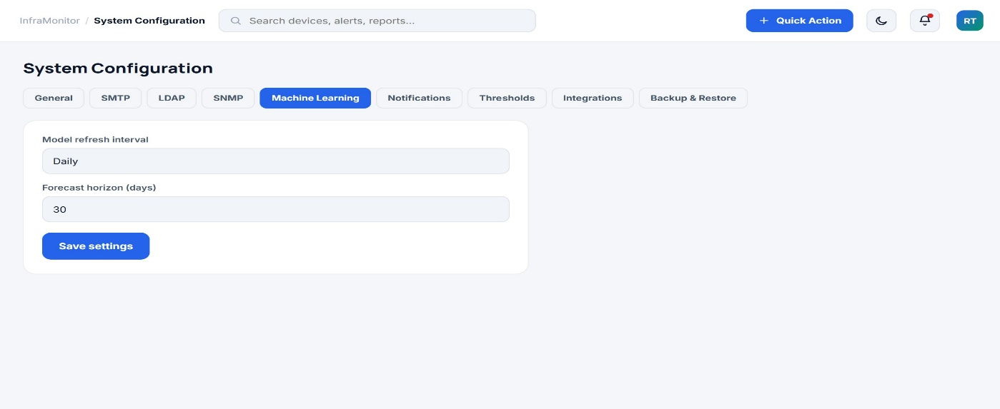 InfraMonitor / System Configuration
Search devices, alerts, reports...
+ Quick Action
RT
System Configuration
General SMTP LDAP SNMP Machine Learning Notifications Thresholds Integrations Backup & Restore
Model refresh interval
Daily
Forecast horizon (days)
30
Save settings